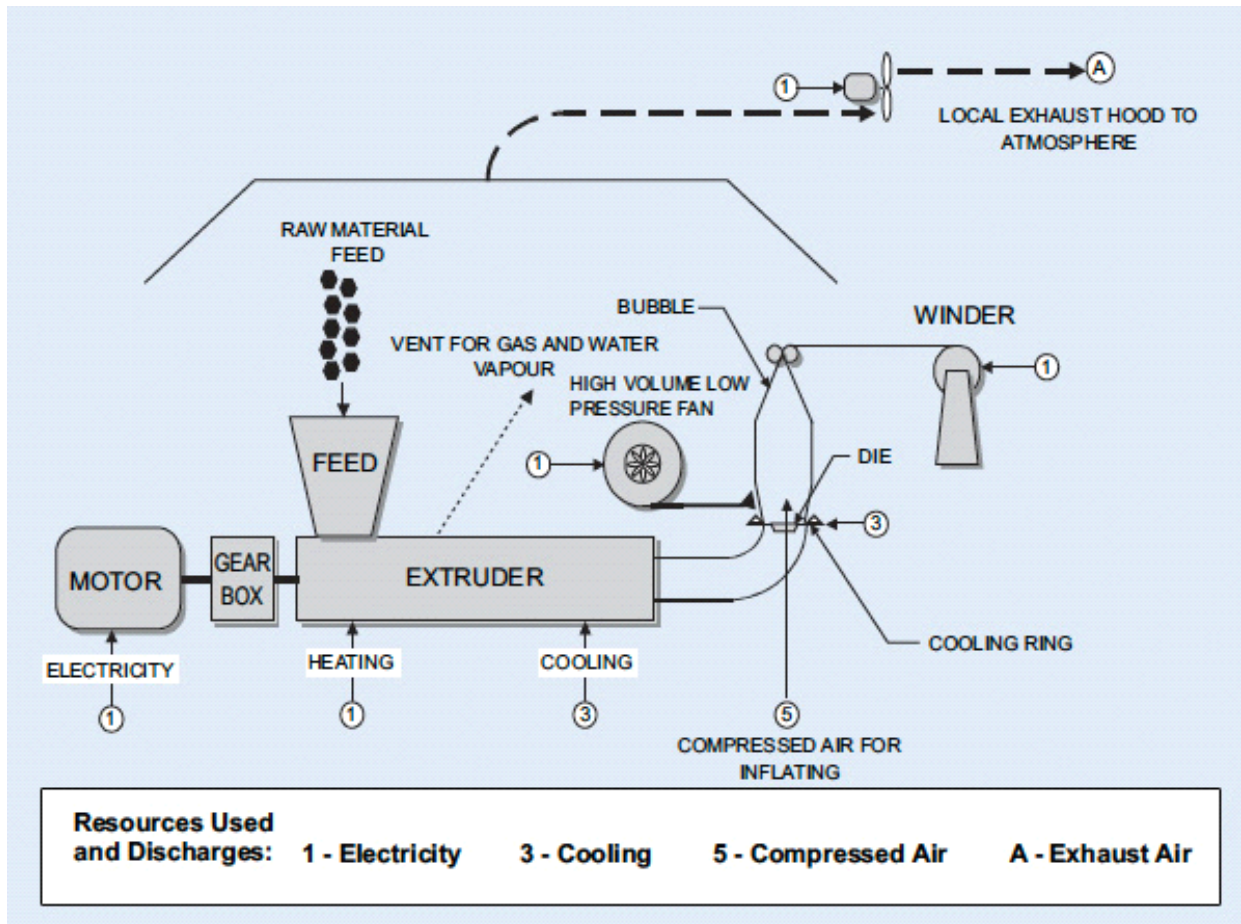 1
A
LOCAL EXHAUST HOOD TO
ATMOSPHERE
RAW MATERIAL
FEED
BUBBLE
WINDER
VENT FOR GAS AND WATER
VAPOUR
1
HIGH VOLUME LOW
PRESSURE FAN
FEED
1
DIE
3
MOTOR
GEAR
BOX
EXTRUDER
COOLING RING
ELECTRICITY
HEATING
COOLING
1
1
3
5
COMPRESSED AIR FOR
INFLATING
Resources Used
and Discharges: 1 - Electricity 3 - Cooling 5 - Compressed Air A - Exhaust Air